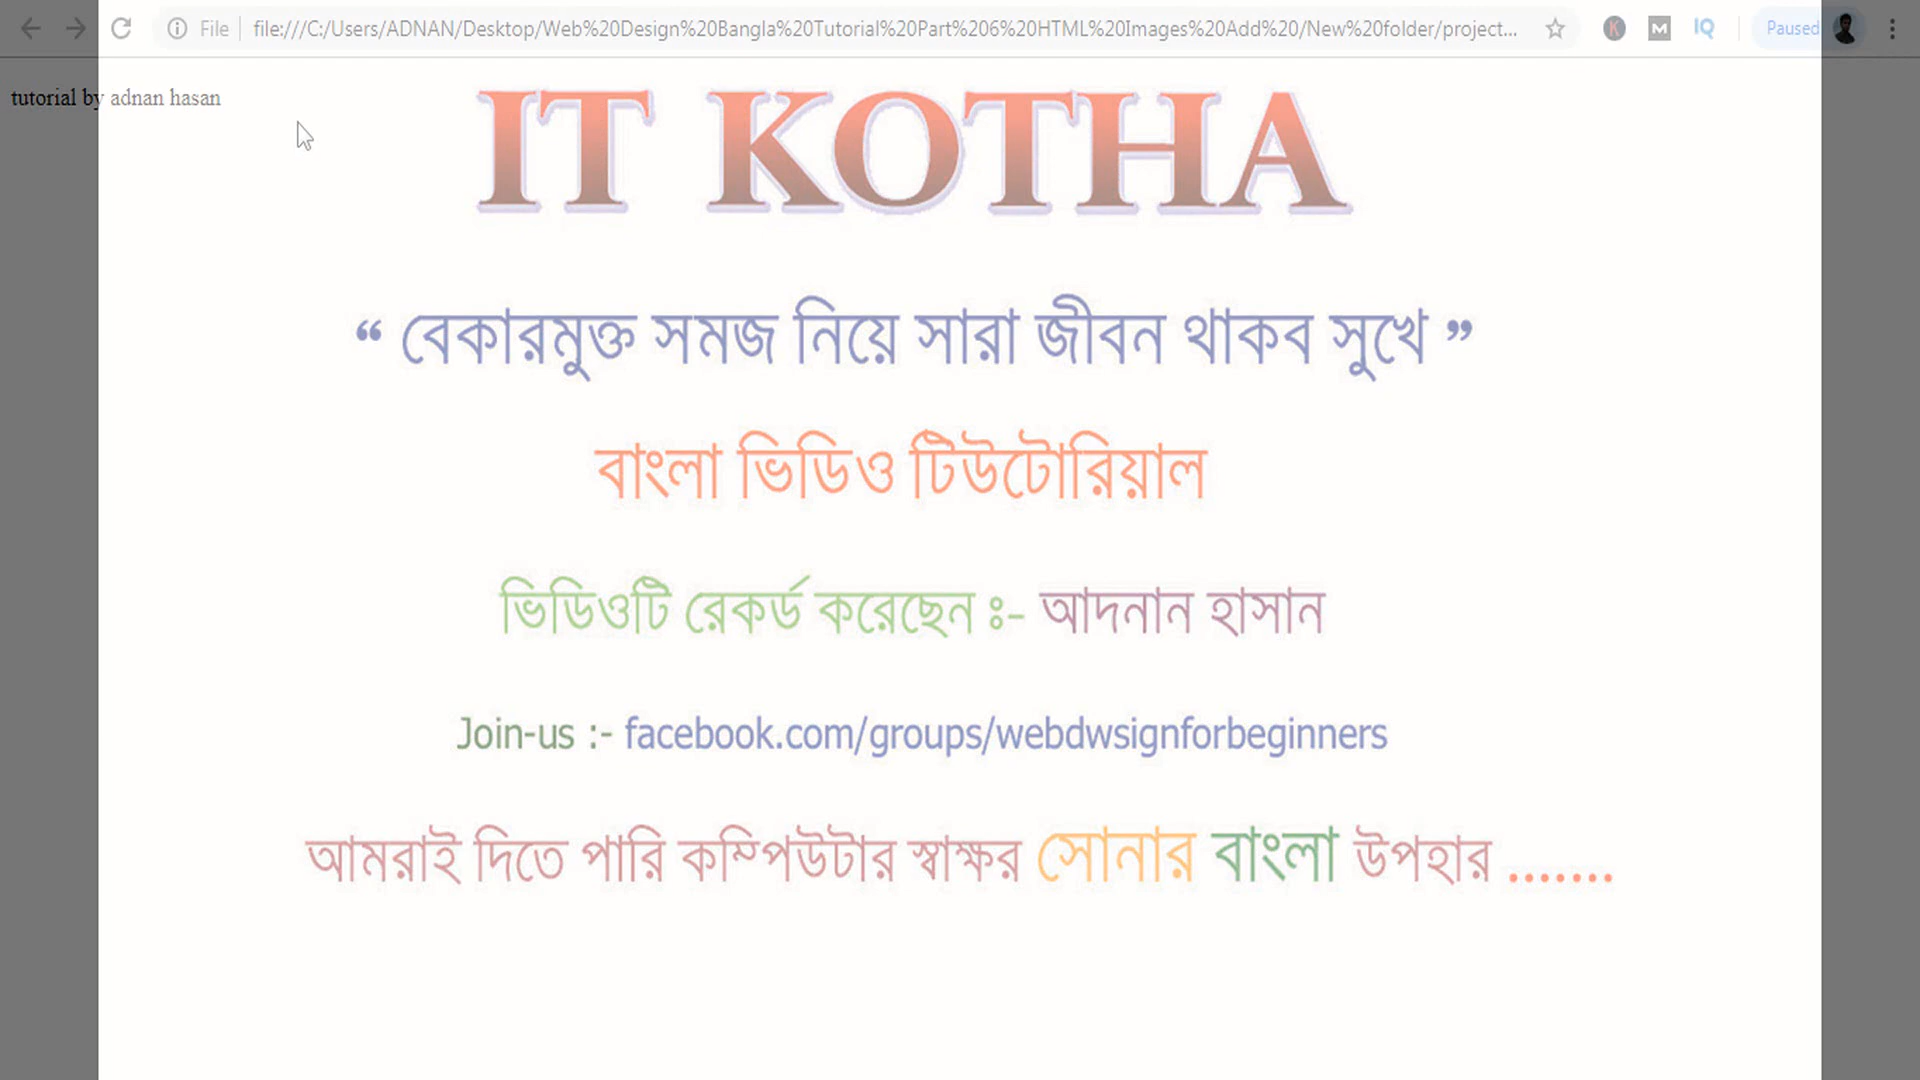 File file:///C:/Users/ADNAN/Desktop/Web%20Design%20Bangla%20Tutorial%20Part%206%20HTML%20Images%20Add%20/New%20folder/project... K M IQ Paused
tutorial by adnan hasan
IT KOTHA
“ বেকারমুক্ত সমজ নিয়ে সারা জীবন থাকব সুখে ”
বাংলা ভিডিও টিউটোরিয়াল
ভিডিওটি রেকর্ড করেছেন ঃ- আদনান হাসান
Join-us :- facebook.com/groups/webdwsignforbeginners
আমরাই দিতে পারি কম্পিউটার স্বাক্ষর সোনার বাংলা উপহার .......